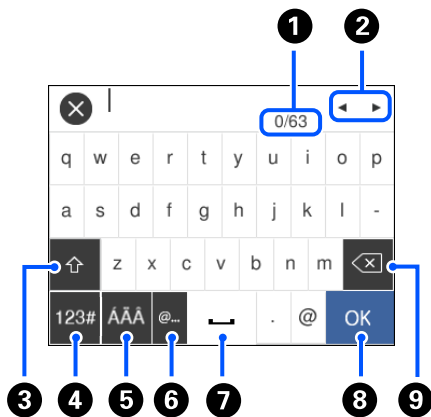 1 2
0/63 ◄ ►
q w e r t y u i o p
a s d f g h j k l -
z x c v b n m
123# ÁÄÂ @... . @ OK
3 4 5 6 7 8 9